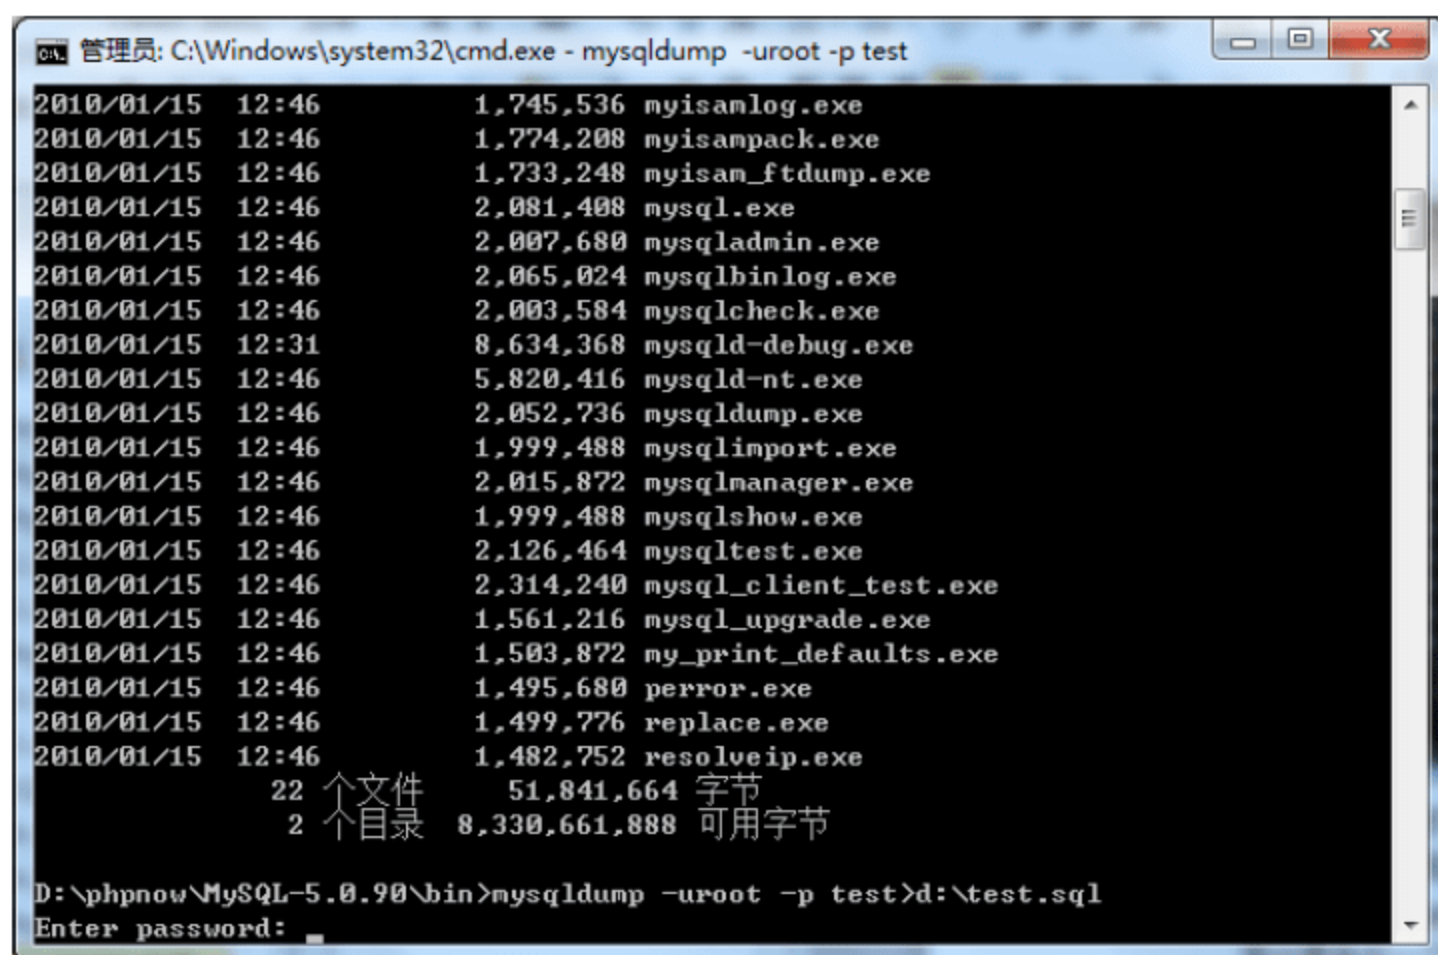 管理员: C:\Windows\system32\cmd.exe - mysqldump -uroot -p test
2010/01/15 12:46 1,745,536 myisamlog.exe
2010/01/15 12:46 1,774,208 myisampack.exe
2010/01/15 12:46 1,733,248 myisam_ftdump.exe
2010/01/15 12:46 2,081,408 mysql.exe
2010/01/15 12:46 2,007,680 mysqladmin.exe
2010/01/15 12:46 2,065,024 mysqlbinlog.exe
2010/01/15 12:46 2,003,584 mysqlcheck.exe
2010/01/15 12:31 8,634,368 mysqld-debug.exe
2010/01/15 12:46 5,820,416 mysqld-nt.exe
2010/01/15 12:46 2,052,736 mysqldump.exe
2010/01/15 12:46 1,999,488 mysqlimport.exe
2010/01/15 12:46 2,015,872 mysqlmanager.exe
2010/01/15 12:46 1,999,488 mysqlshow.exe
2010/01/15 12:46 2,126,464 mysqltest.exe
2010/01/15 12:46 2,314,240 mysql_client_test.exe
2010/01/15 12:46 1,561,216 mysql_upgrade.exe
2010/01/15 12:46 1,503,872 my_print_defaults.exe
2010/01/15 12:46 1,495,680 perror.exe
2010/01/15 12:46 1,499,776 replace.exe
2010/01/15 12:46 1,482,752 resolveip.exe
22 个文件 51,841,664 字节
2 个目录 8,330,661,888 可用字节
D:\phpnow\MySQL-5.0.90\bin>mysqldump -uroot -p test>d:\test.sql
Enter password: _